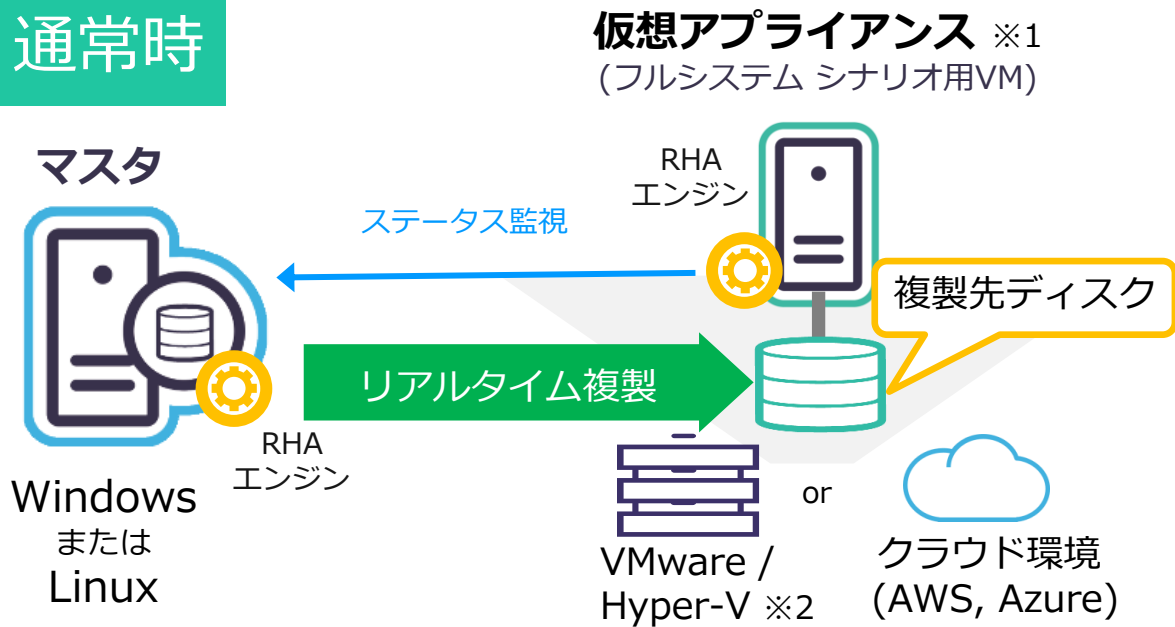 通常時
仮想アプライアンス ※1
(フルシステム シナリオ用VM)
マスタ
RHA
エンジン
ステータス監視
複製先ディスク
リアルタイム複製
RHA
エンジン
Windows
または
Linux
or
VMware /
Hyper-V ※2
クラウド環境
(AWS, Azure)